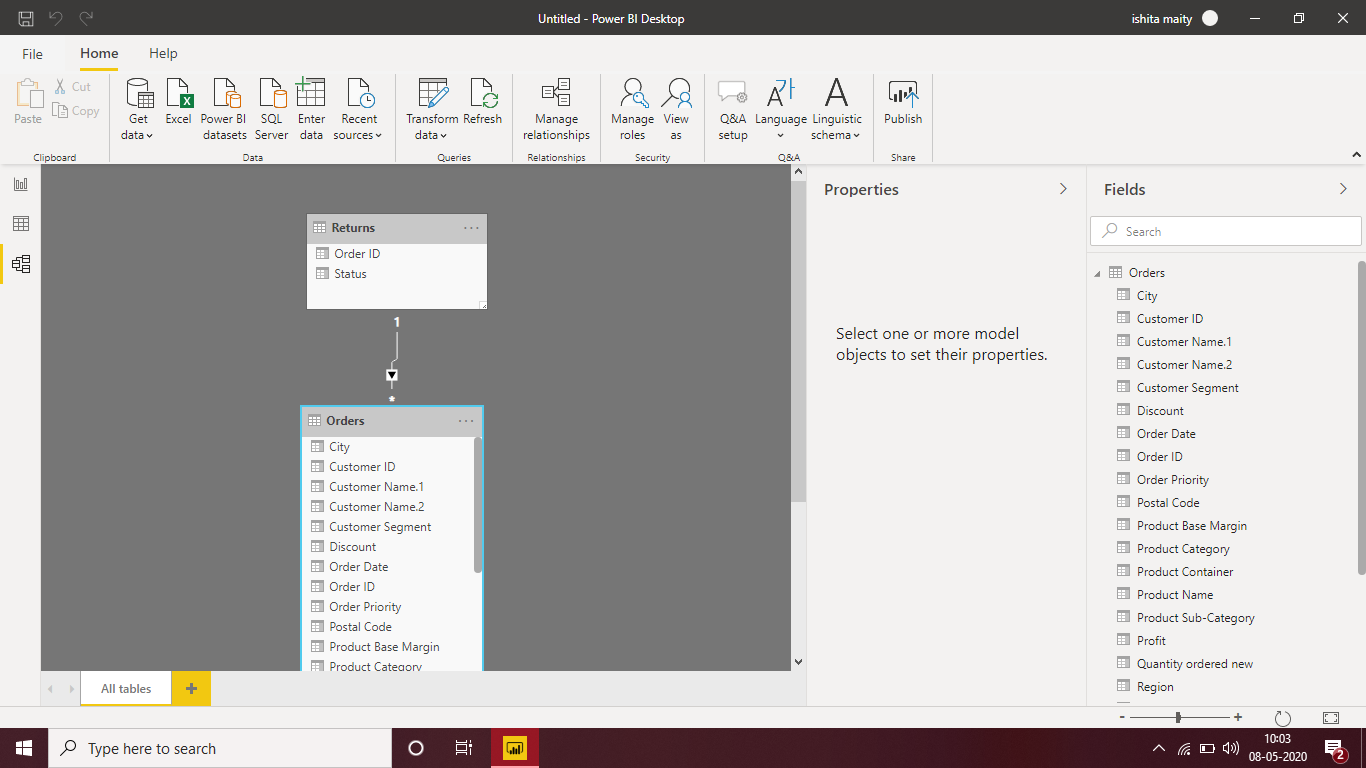 Untitled - Power BI Desktop
ishita maity
File
Home
Help
Paste
Cut
Copy
Get data
Excel
Power BI datasets
SQL Server
Enter data
Recent sources
Transform data
Refresh
Manage relationships
Manage roles
View as
Q&A setup
Language
Linguistic schema
Publish
Clipboard
Data
Queries
Relationships
Security
Q&A
Share
Returns
...
Order ID
Status
1
*
Orders
...
City
Customer ID
Customer Name.1
Customer Name.2
Customer Segment
Discount
Order Date
Order ID
Order Priority
Postal Code
Product Base Margin
Product Category
Properties
Select one or more model
objects to set their properties.
Fields
Search
Orders
City
Customer ID
Customer Name.1
Customer Name.2
Customer Segment
Discount
Order Date
Order ID
Order Priority
Postal Code
Product Base Margin
Product Category
Product Container
Product Name
Product Sub-Category
Profit
Quantity ordered new
Region
All tables
+
- +
Type here to search
10:03
08-05-2020
2